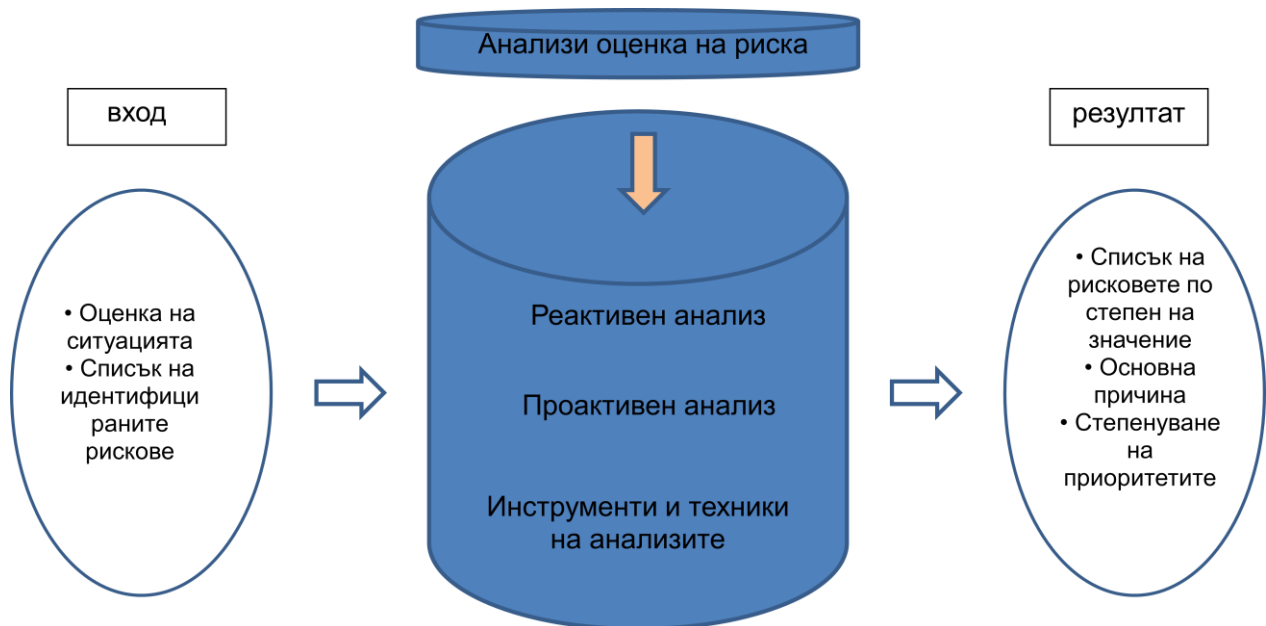 Анализи оценка на риска
вход
резултат
• Оценка на
ситуацията
• Списък на
идентифици
раните
рискове
Реактивен анализ
Проактивен анализ
Инструменти и техники
на анализите
• Списък на
рисковете по
степен на
значение
• Основна
причина
• Степенуване
на
приоритетите